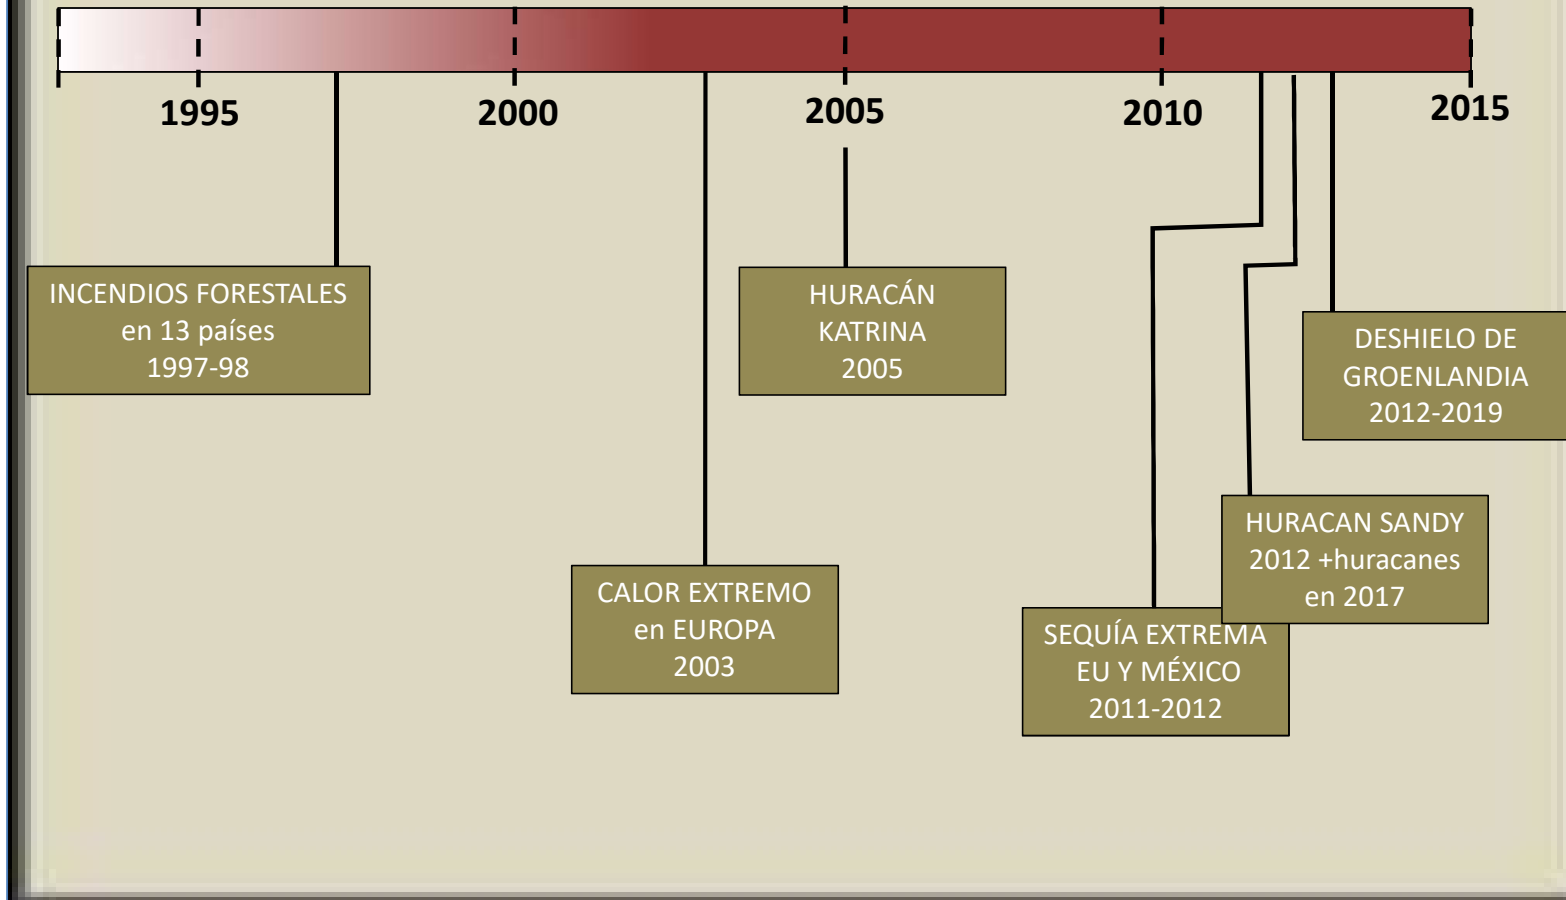 1995
2000
2005
2010
2015
INCENDIOS FORESTALES
en 13 países
1997-98
HURACÁN
KATRINA
2005
DESHIELO DE
GROENLANDIA
2012-2019
HURACAN SANDY
2012 +huracanes
en 2017
CALOR EXTREMO
en EUROPA
2003
SEQUÍA EXTREMA
EU Y MÉXICO
2011-2012